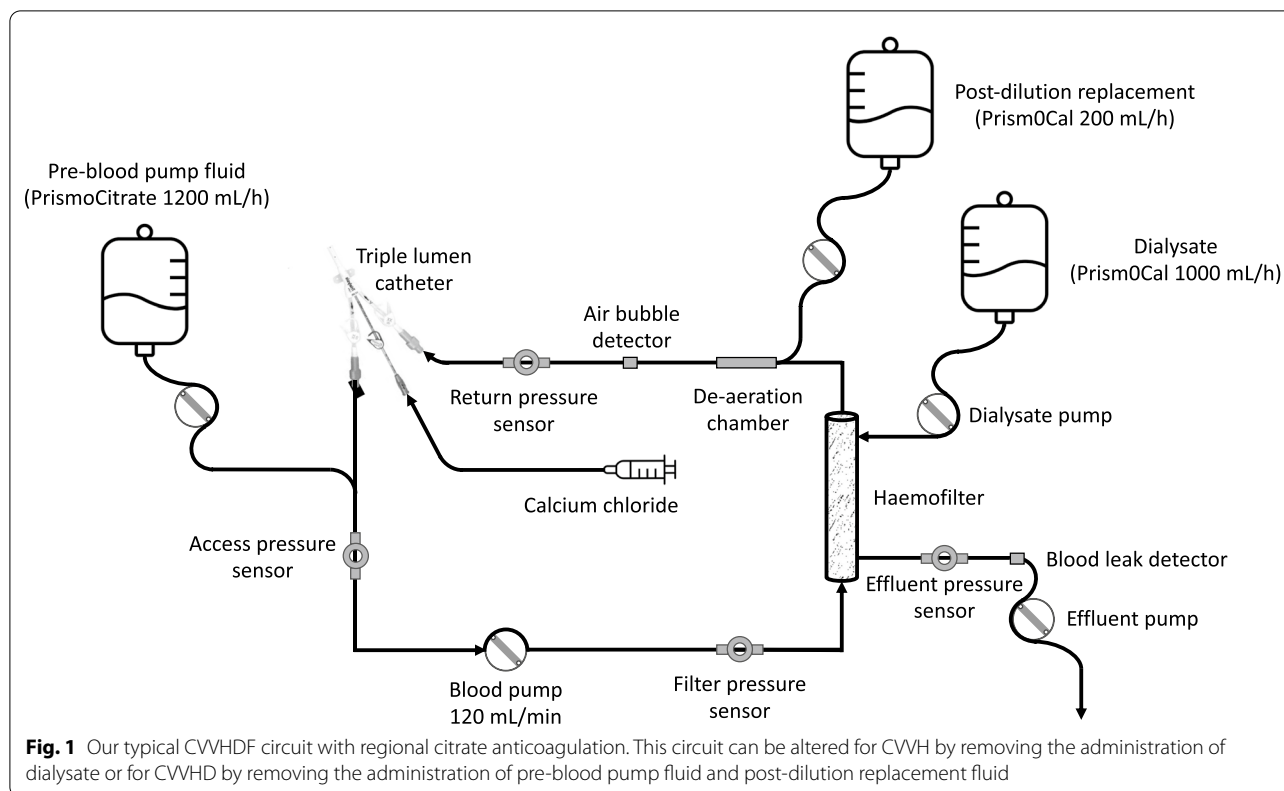 Post-dilution replacement
(Prism0Cal 200 mL/h)
Pre-blood pump fluid
(PrismoCitrate 1200 mL/h)
Dialysate
(Prism0Cal 1000 mL/h)
Triple lumen
catheter
Air bubble
detector
Return pressure
sensor
De-aeration
chamber
Dialysate pump
Calcium chloride
Haemofilter
Access pressure
sensor
Effluent pressure
sensor
Blood leak detector
Effluent pump
Blood pump
120 mL/min
Filter pressure
sensor
Fig. 1 Our typical CVVHDF circuit with regional citrate anticoagulation. This circuit can be altered for CVVH by removing the administration of
dialysate or for CVVHD by removing the administration of pre-blood pump fluid and post-dilution replacement fluid